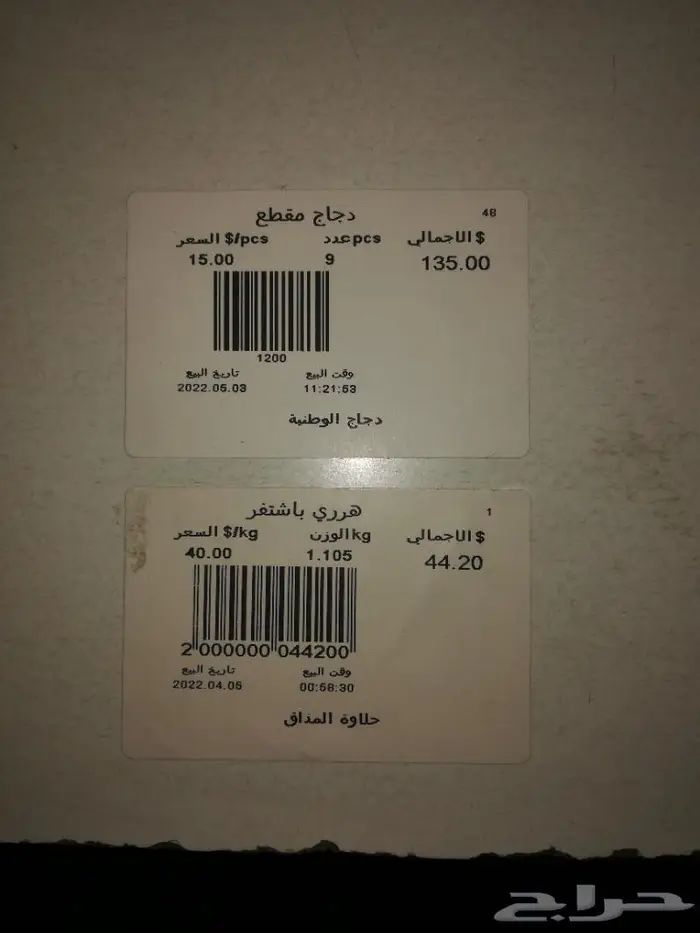 دجاج مقطع 48
$ الاجمالي pcsعدد $/pcs السعر
135.00 9 15.00
1200
وقت البيع تاريخ البيع
11:21:53 2022.05.03
دجاج الوطنية
هرري باشتفر 1
$ الاجمالي kgالوزن $/kg السعر
44.20 1.105 40.00
2 000000 044200
وقت البيع تاريخ البيع
00:58:30 2022.04.05
حلاوة المذاق
حراج